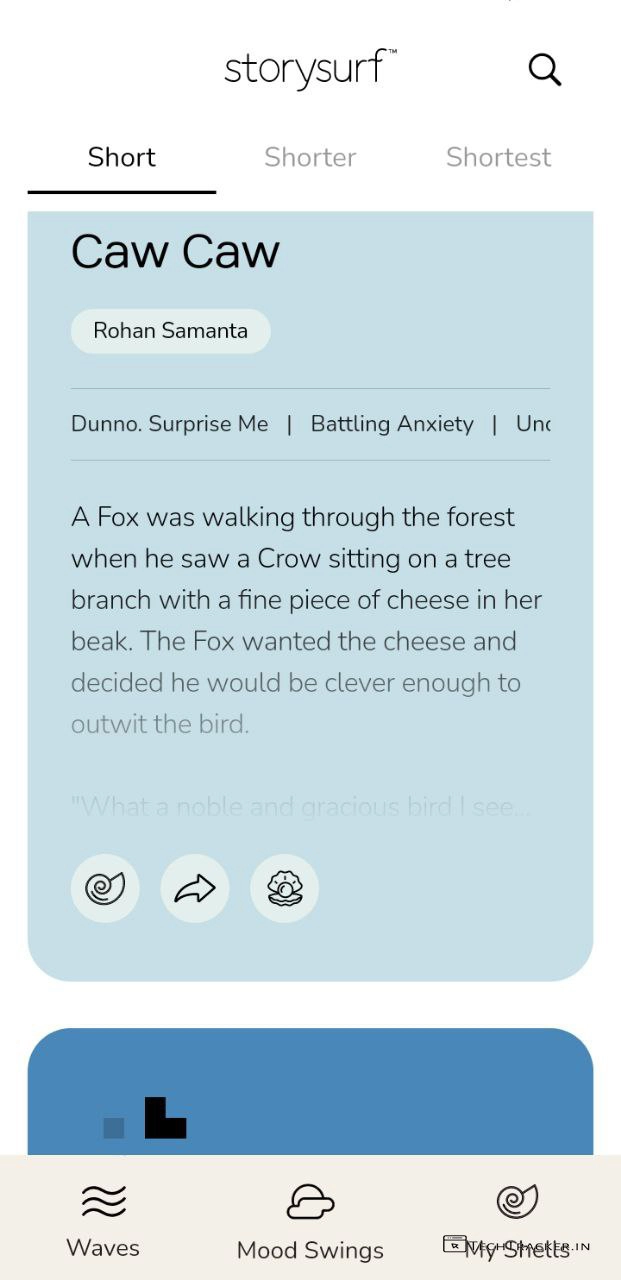 storysurf™
Short Shorter Shortest
Caw Caw
Rohan Samanta
Dunno. Surprise Me | Battling Anxiety |
A Fox was walking through the forest
when he saw a Crow sitting on a tree
branch with a fine piece of cheese in her
beak. The Fox wanted the cheese and
decided he would be clever enough to
outwit the bird.
"What a noble and gracious bird I see...
Waves Mood Swings My Shells
TECHTRACKER.IN